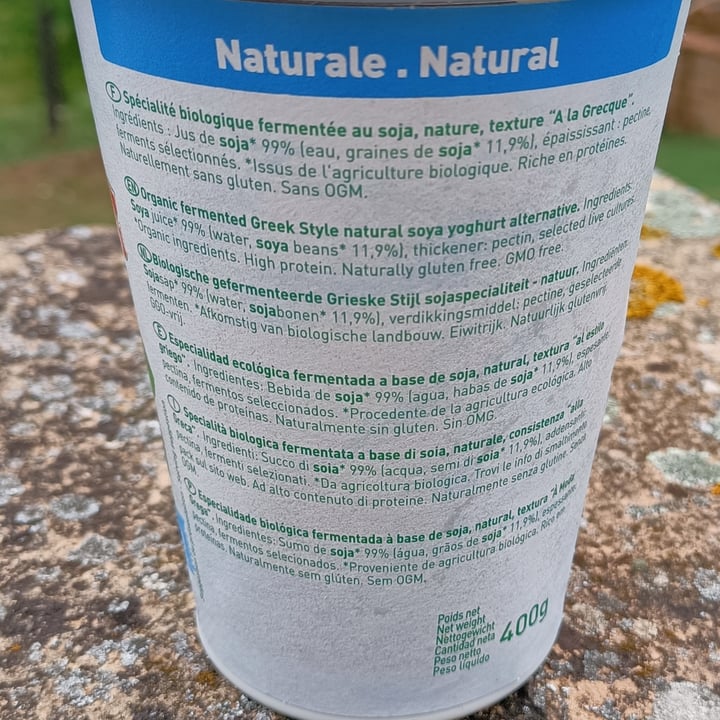 Naturale . Natural
F Spécialité biologique fermentée au soja, nature, texture "A la Grecque".
Ingrédients : Jus de soja* 99% (eau, graines de soja* 11,9%), épaississant : pectine,
ferments sélectionnés. *Issus de l'agriculture biologique. Riche en protéines.
Naturellement sans gluten. Sans OGM.
EN Organic fermented Greek Style natural soya yoghurt alternative. Ingredients:
Soya juice* 99% (water, soya beans* 11,9%), thickener: pectin, selected live cultures.
*Organic ingredients. High protein. Naturally gluten free. GMO free.
NL Biologische gefermenteerde Grieske Stijl sojaspecialiteit - natuur. Ingrediënten:
Sojasap* 99% (water, sojabonen* 11,9%), verdikkingsmiddel: pectine, geselecteerde
fermenten. *Afkomstig van biologische landbouw. Eiwitrijk. Natuurlijk glutenvrij.
GGO-vrij.
E Especialidad ecológica fermentada a base de soja, natural, textura "al estilo
griego". Ingredientes: Bebida de soja* 99% (agua, habas de soja* 11,9%), espesante:
pectina, fermentos seleccionados. *Procedente de la agricultura ecológica. Alto
contenido de proteínas. Naturalmente sin gluten. Sin OMG.
I Specialità biologica fermentata a base di soia, naturale, consistenza "alla
Greca". Ingredienti: Succo di soia* 99% (acqua, semi di soia* 11,9%), addensante:
pectina, fermenti selezionati. *Da agricoltura biologica. Trovi le info di smaltimento
pack sul sito web. Ad alto contenuto di proteine. Naturalmente senza glutine. Senza
OGM.
P Especialidade biológica fermentada à base de soja, natural, textura "À Moda
Grega". Ingredientes: Sumo de soja* 99% (água, grãos de soja* 11,9%), espessante:
pectina, fermentos selecionados. *Proveniente de agricultura biológica. Rico em
proteínas. Naturalmente sem glúten. Sem OGM.
Poids net
Net weight
Nettogewicht
Cantidad neta
Peso netto
Peso líquido
400g